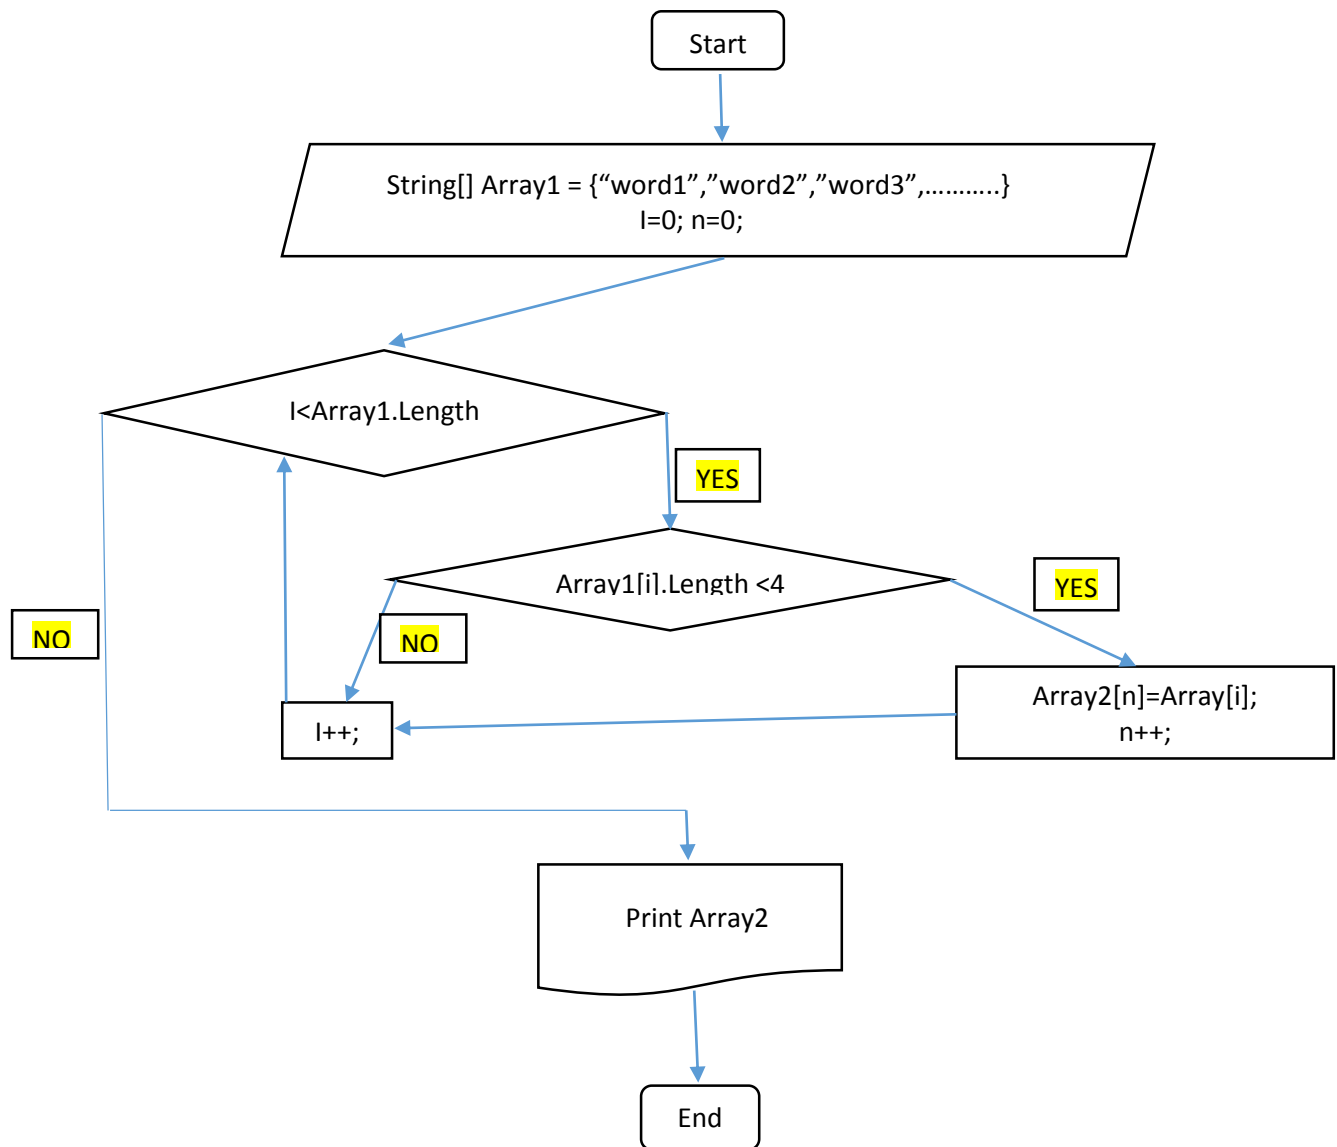 Start
String[] Array1 = {“word1”,”word2”,”word3”,………..}
I=0; n=0;
I<Array1.Length
YES
Array1[i].Length <4
YES
NO
NO
Array2[n]=Array[i];
n++;
I++;
Print Array2
End